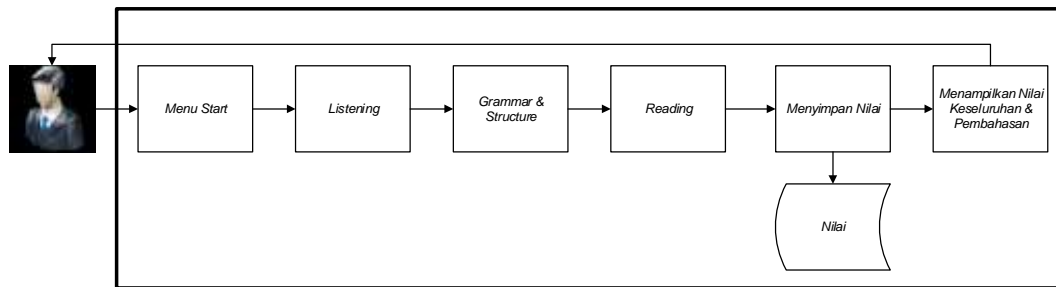 Menu Start
Listening
Grammar &
Structure
Reading
Menyimpan Nilai
Menampilkan Nilai
Keseluruhan &
Pembahasan
Nilai